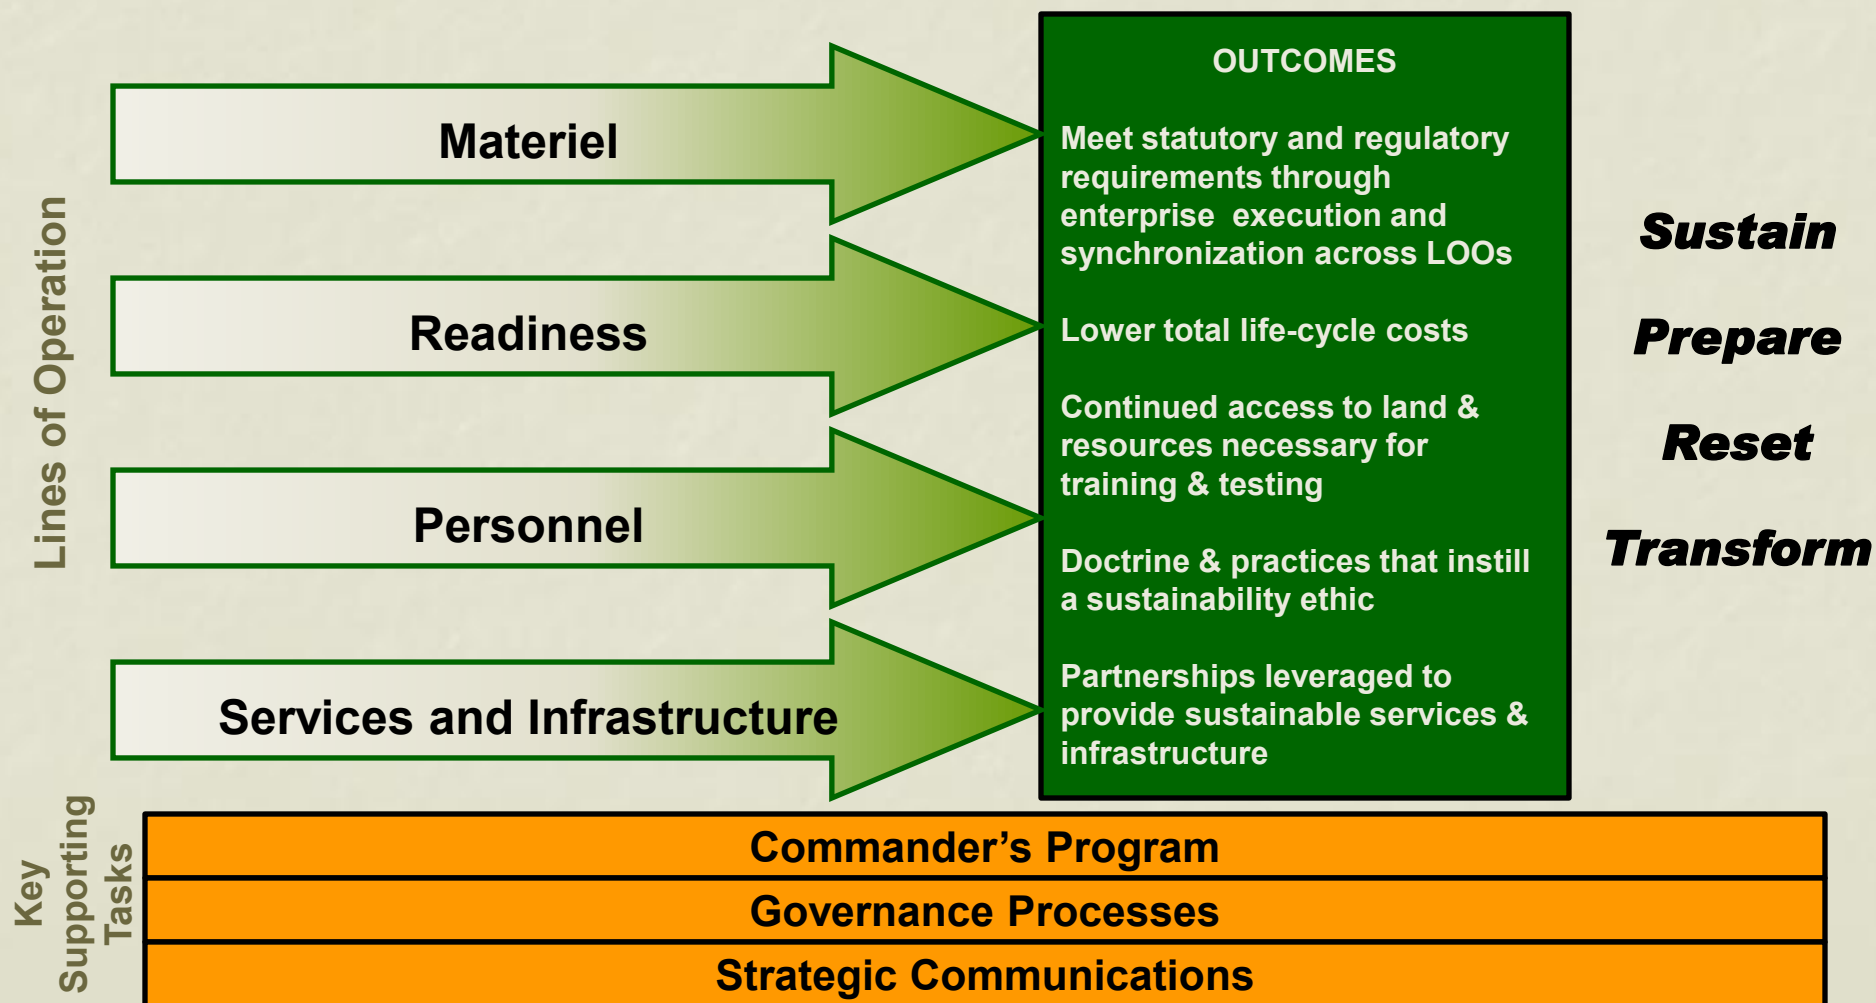 Lines of Operation
Materiel
Readiness
Personnel
Services and Infrastructure
OUTCOMES
Meet statutory and regulatory
requirements through
enterprise execution and
synchronization across LOOs
Lower total life-cycle costs
Continued access to land &
resources necessary for
training & testing
Doctrine & practices that instill
a sustainability ethic
Partnerships leveraged to
provide sustainable services &
infrastructure
Sustain
Prepare
Reset
Transform
Key
Supporting
Tasks
Commander’s Program
Governance Processes
Strategic Communications